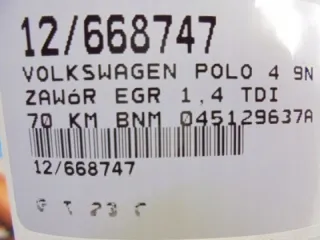 12/668747
VOLKSWAGEN POLO 4 9N
ZAWÓR EGR 1,4 TDI
70 KM BNM 045129637A
12/668747